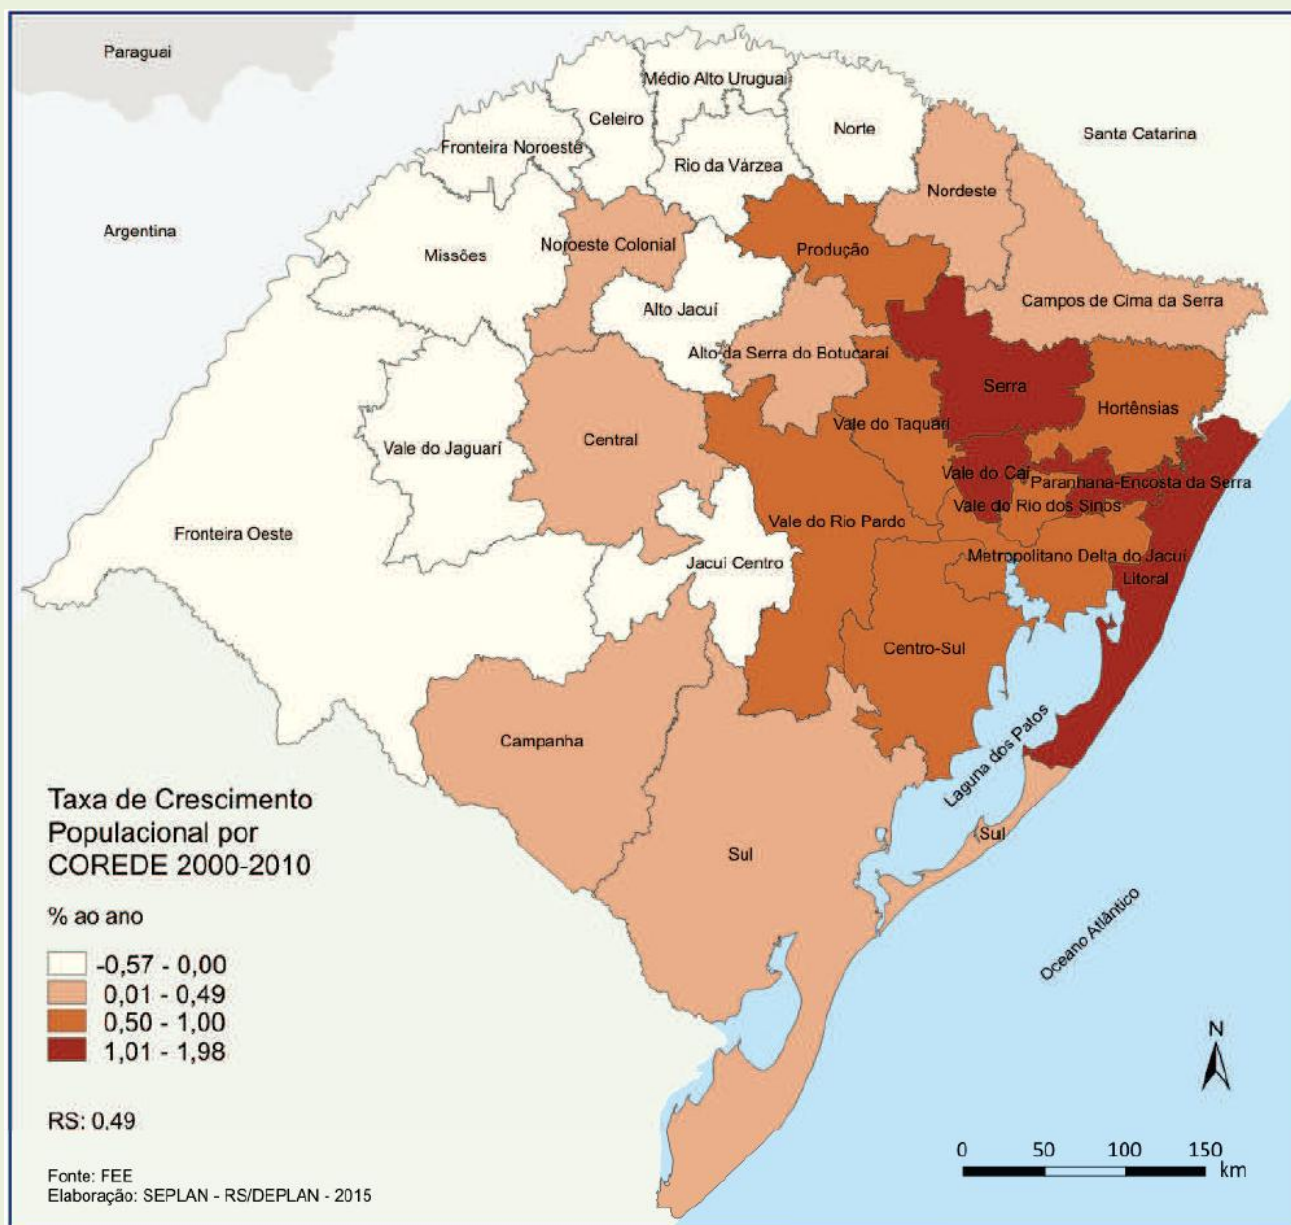 Paraguai
Médio Alto Uruguai
Celeiro
Norte
Santa Catarina
Fronteira Noroeste
Rio da Várzea
Nordeste
Argentina
Noroeste Colonial
Produção
Missões
Campos de Cima da Serra
Alto Jacuí
Alto da Serra do Botucaraí
Serra
Hortênsias
Vale do Taquari
Central
Vale do Jaguarí
Vale do Caí
Paranhana-Encosta da Serra
Vale do Rio dos Sinos
Vale do Rio Pardo
Fronteira Oeste
Metropolitano Delta do Jacuí
Jacuí Centro
Litoral
Centro-Sul
Campanha
Laguna dos Patos
Sul
Sul
Oceano Atlântico
Taxa de Crescimento
Populacional por
COREDE 2000-2010
% ao ano
-0,57 - 0,00
0,01 - 0,49
0,50 - 1,00
1,01 - 1,98
RS: 0,49
Fonte: FEE
Elaboração: SEPLAN - RS/DEPLAN - 2015
N
0 50 100 150
km